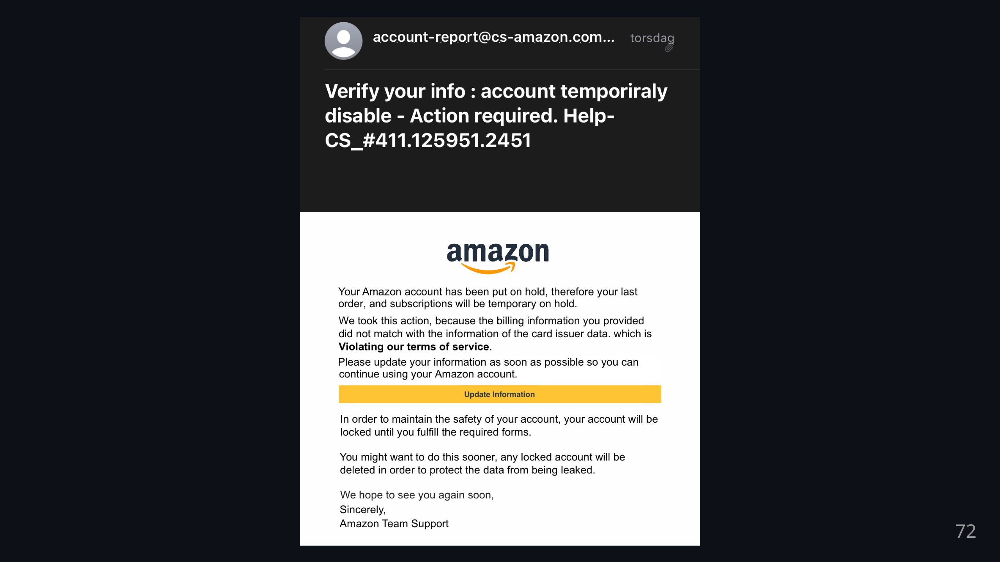 account-report@cs-amazon.com...
torsdag
Verify your info : account temporiraly
disable - Action required. Help-
CS_#411.125951.2451
amazon
Your Amazon account has been put on hold, therefore your last
order, and subscriptions will be temporary on hold.
We took this action, because the billing information you provided
did not match with the information of the card issuer data. which is
Violating our terms of service.
Please update your information as soon as possible so you can
continue using your Amazon account.
Update Information
In order to maintain the safety of your account, your account will be
locked until you fulfill the required forms.
You might want to do this sooner, any locked account will be
deleted in order to protect the data from being leaked.
We hope to see you again soon,
Sincerely,
Amazon Team Support
72